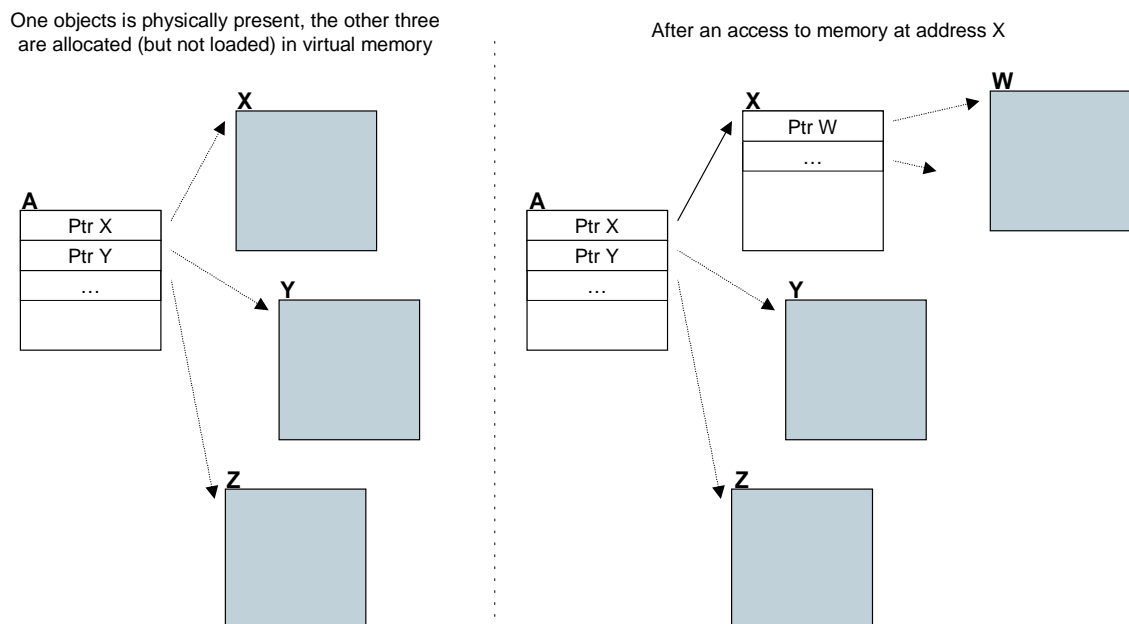 One objects is physically present, the other three
are allocated (but not loaded) in virtual memory
X
A
Ptr X
Ptr Y
…
Y
Z
After an access to memory at address X
W
X
Ptr W
…
A
Ptr X
Ptr Y
…
Y
Z